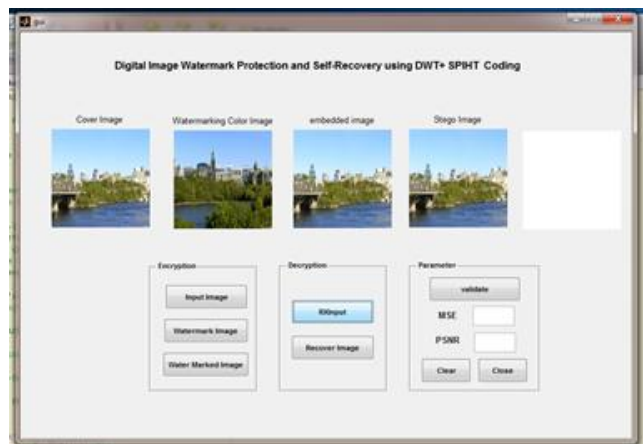 gui
Digital Image Watermark Protection and Self-Recovery using DWT+ SPIHT Coding
Cover Image
Watermarking Color Image
embedded image
Stego Image
Encryption
Input Image
Watermark Image
Water Marked Image
Decryption
RXInput
Recover Image
Parameter
validate
MSE
PSNR
Clear
Close